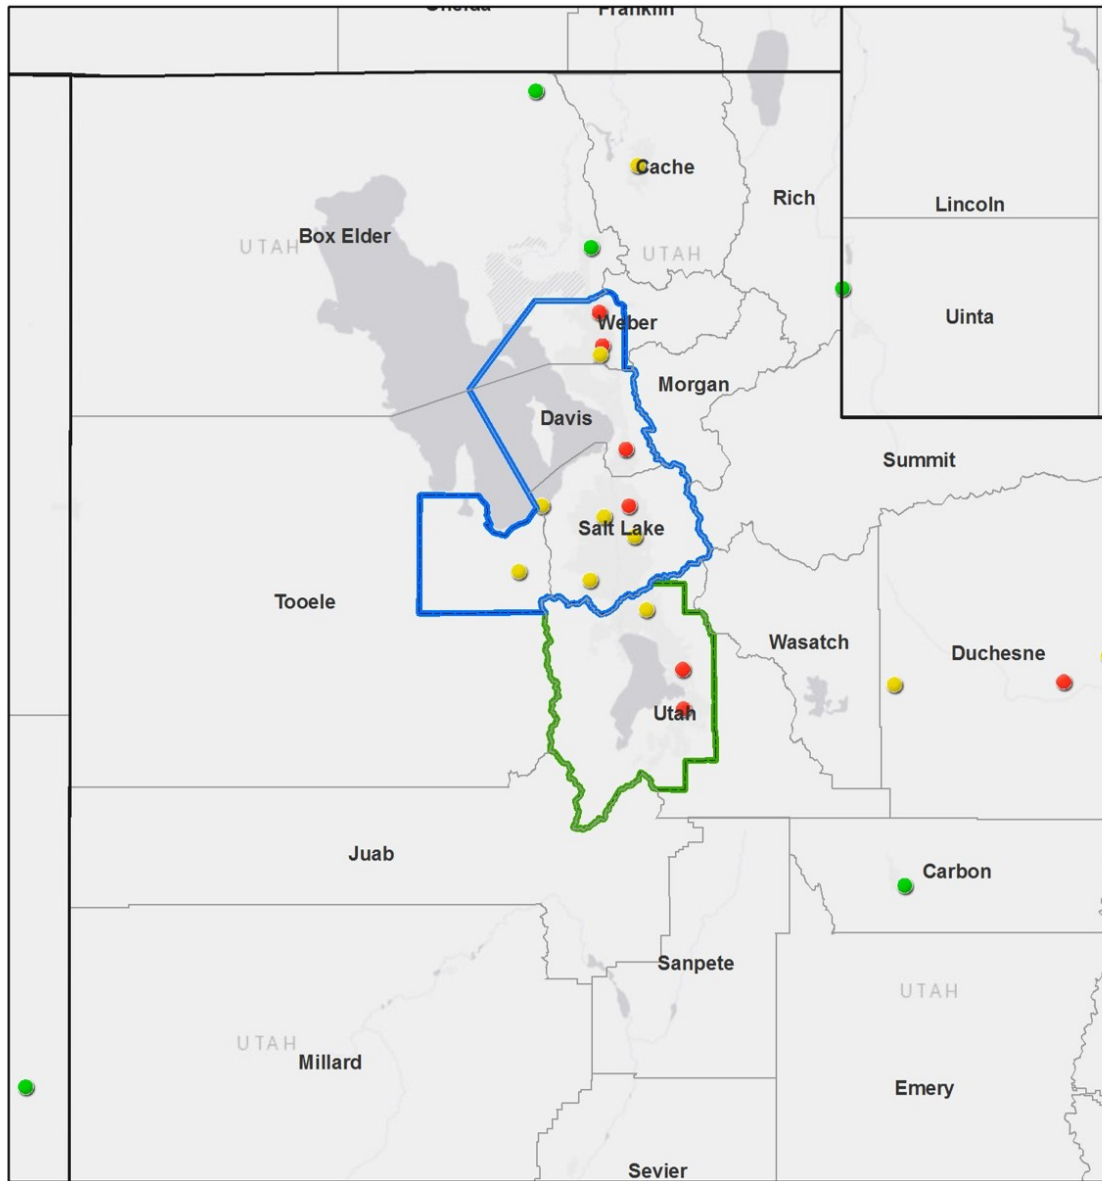 Oneida
Franklin
Cache
Rich
Lincoln
Box Elder
UTAH
UTAH
Uinta
Weber
Morgan
Davis
Summit
Salt Lake
Tooele
Wasatch
Duchesne
Utah
Juab
Carbon
Sanpete
UTAH
UTAH
Millard
Emery
Sevier